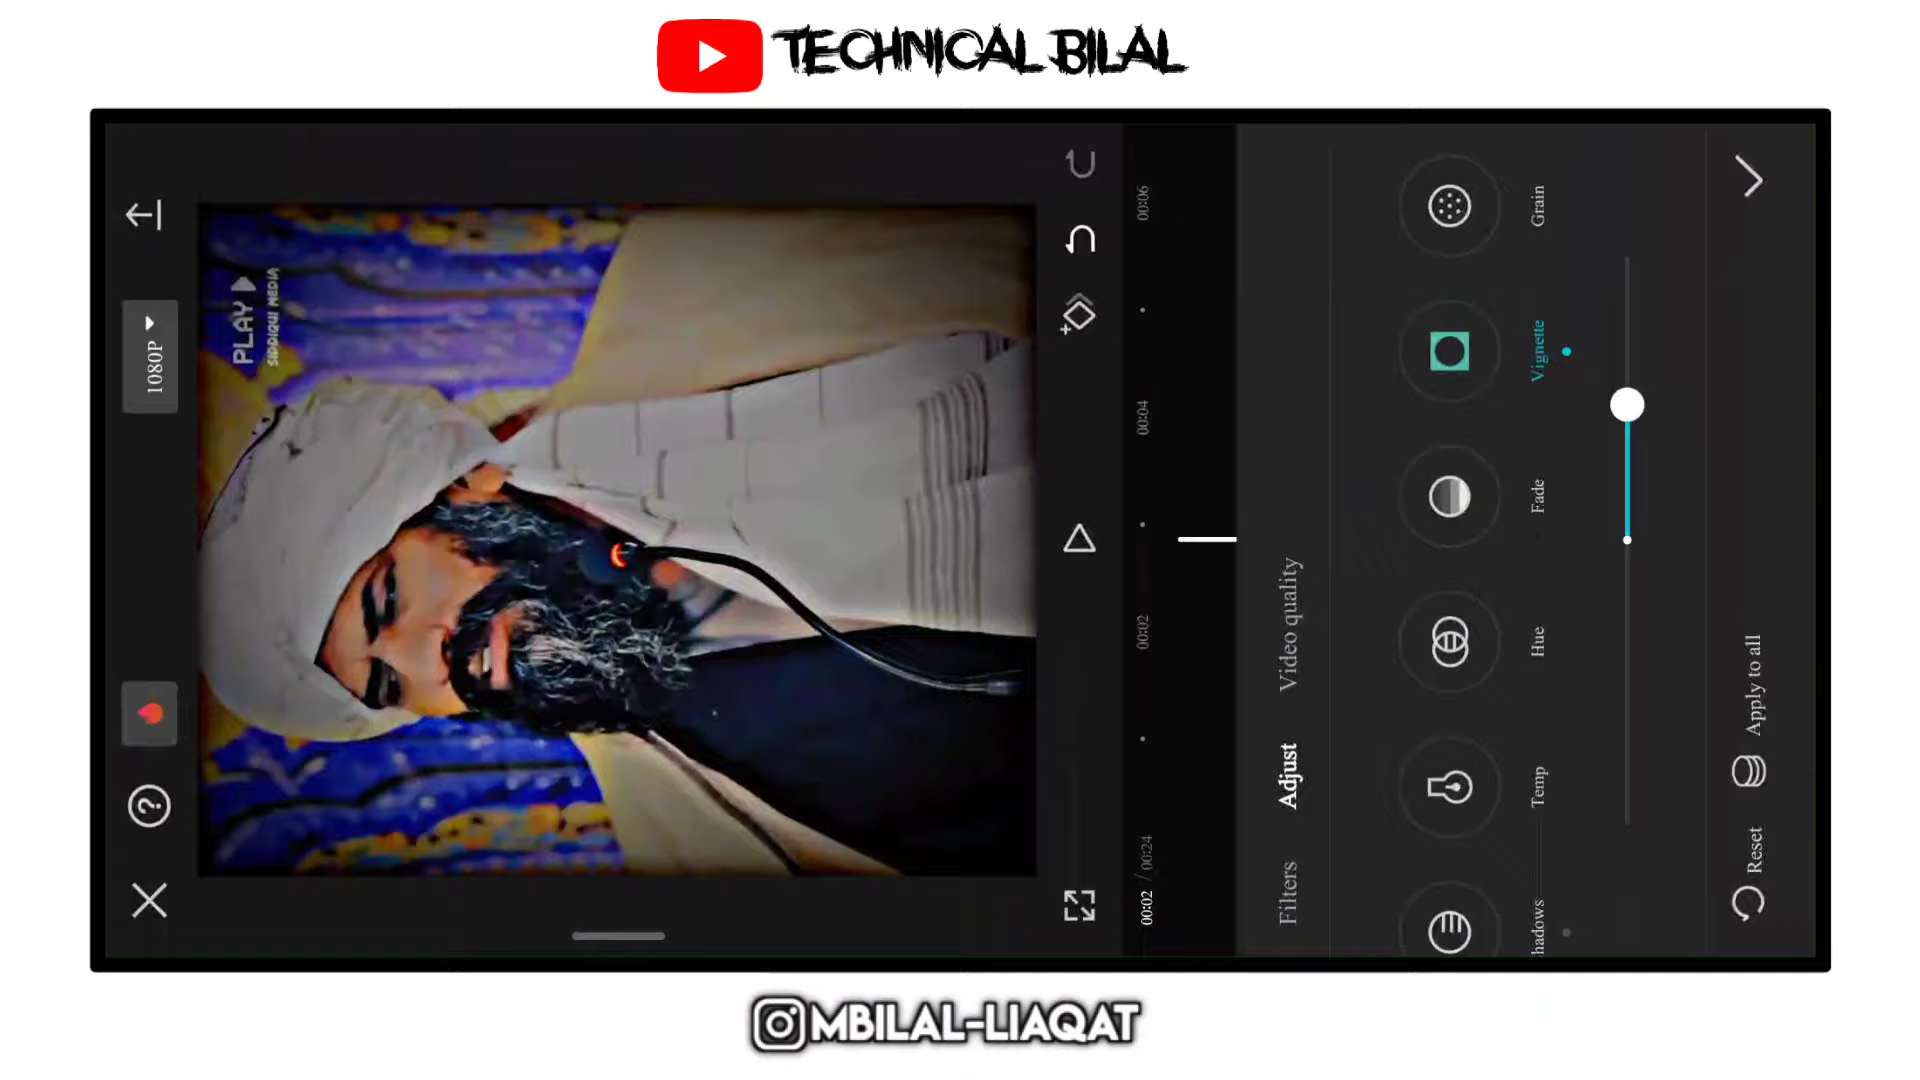 TECHNICAL BILAL
1080P
PLAY
SIDDIQUI MEDIA
00:02 / 00:24
00:02
00:04
00:06
Filters
Adjust
Video quality
hadows
Temp
Hue
Fade
Vignette
Grain
Reset
Apply to all
MBILAL-LIAQAT